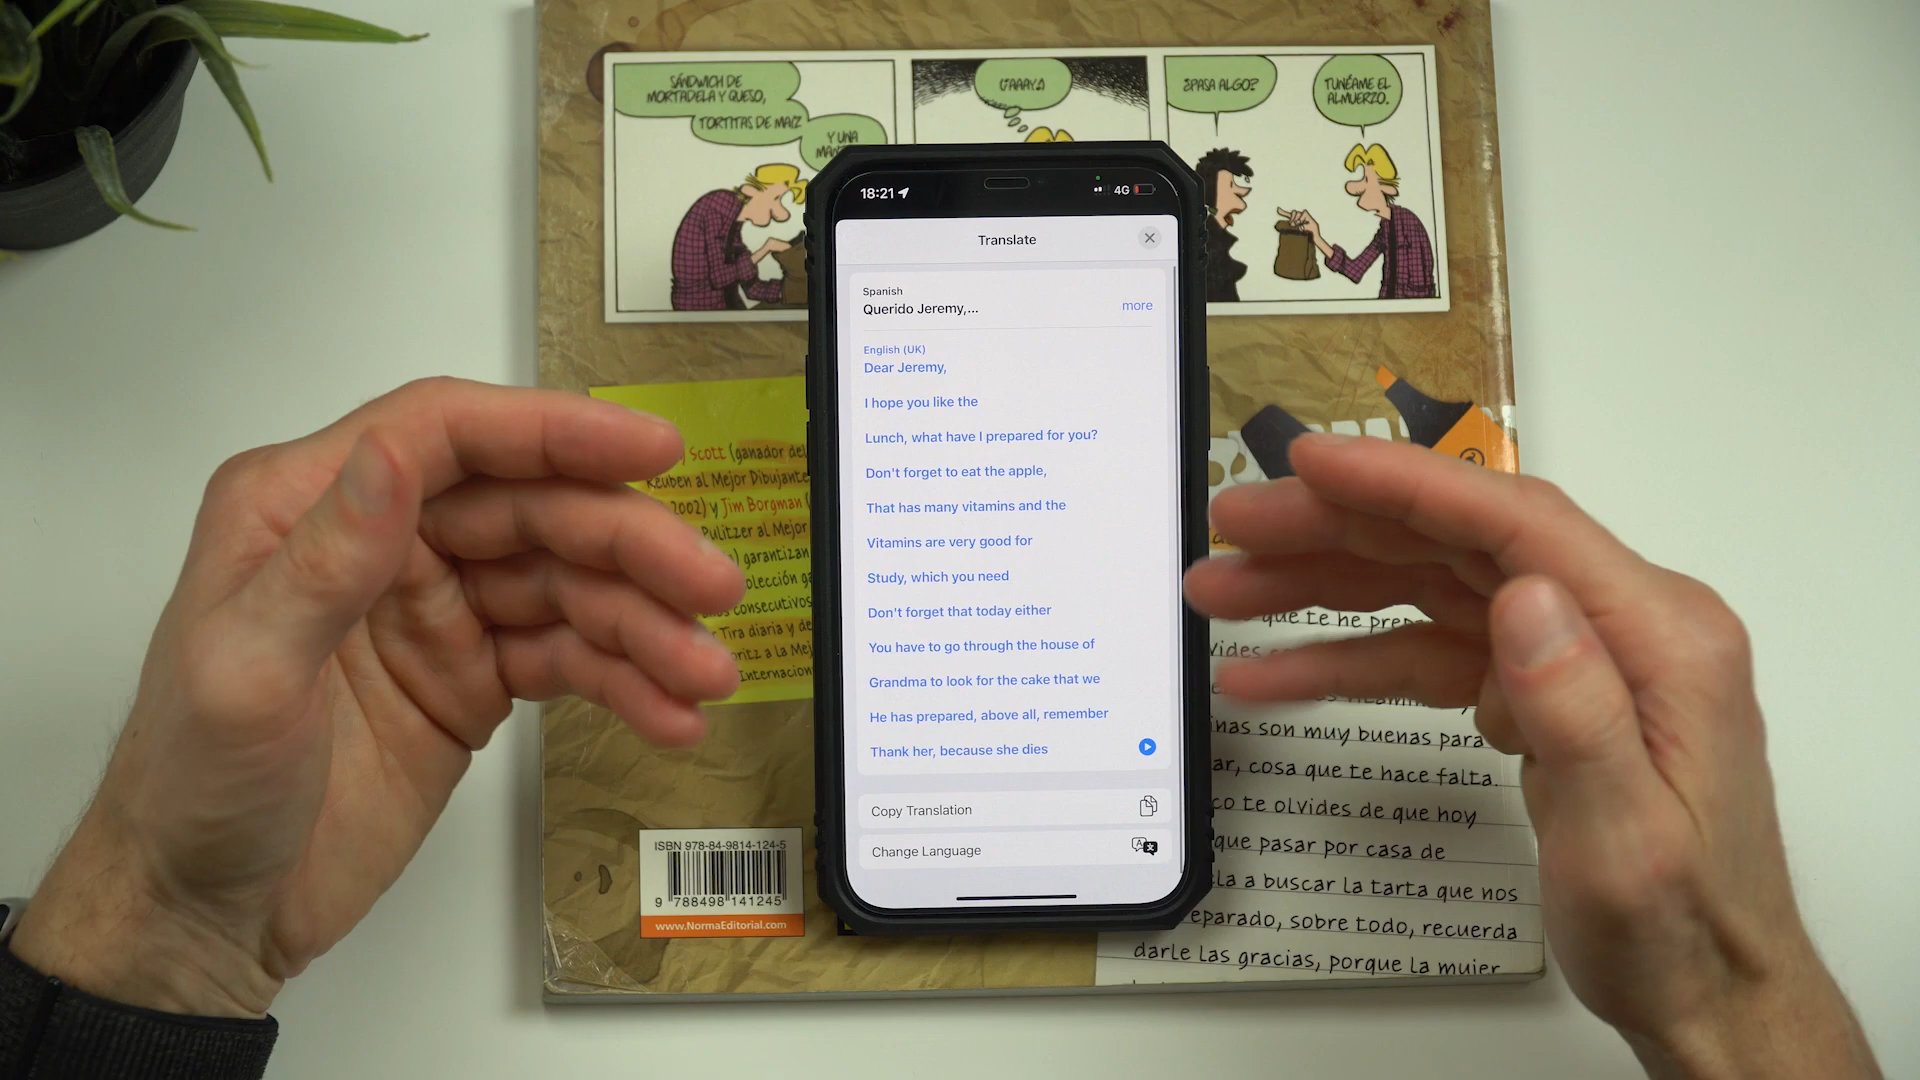 SÁNDWICH DE
MORTADELA Y QUESO,
TORTITAS DE MAIZ
Y UNA
¡YAAAY!
¿PASA ALGO?
TUNÉAME EL
ALMUERZO.
18:21
4G
Translate
Spanish
Querido Jeremy,...
more
English (UK)
Dear Jeremy,
I hope you like the
Lunch, what have I prepared for you?
Don't forget to eat the apple,
That has many vitamins and the
Vitamins are very good for
Study, which you need
Don't forget that today either
You have to go through the house of
Grandma to look for the cake that we
He has prepared, above all, remember
Thank her, because she dies
Copy Translation
Change Language
Scott (ganador del
Reuben al Mejor Dibujante
2002) y Jim Borgman (
Pulitzer al Mejor
) garantizan
olección
consecutivos
Tira diaria y de
al Mej
Internacion
ISBN 978-84-9814-124-5
9 788498 141245
www.NormaEditorial.com
que te he prep
vides
vitaminas,
inas son muy buenas para
ar, cosa que te hace falta.
co te olvides de que hoy
que pasar por casa de
la a buscar la tarta que nos
eparado, sobre todo, recuerda
darle las gracias, porque la mujer